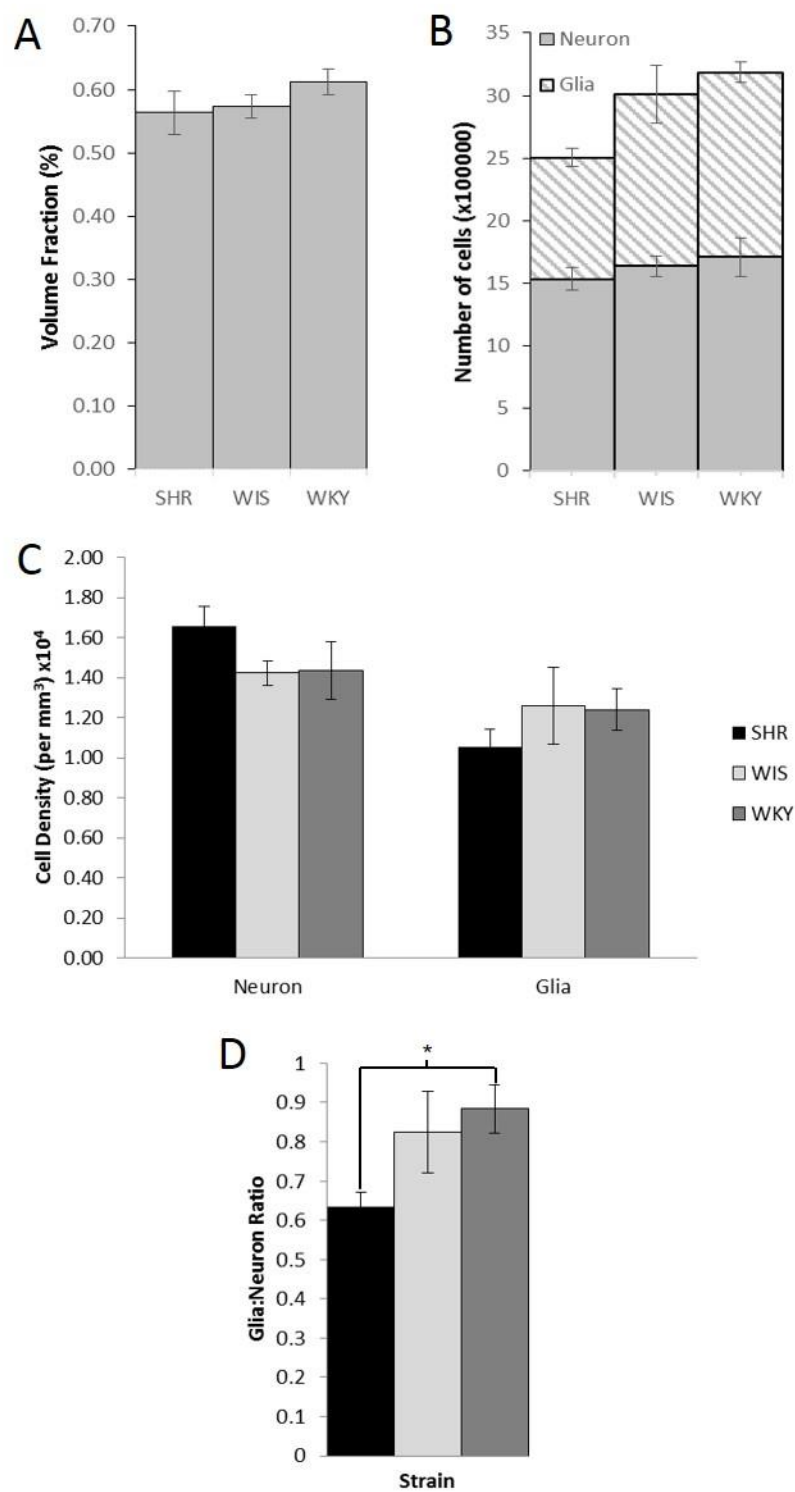 A
Volume Fraction (%)
0.70
0.60
0.50
0.40
0.30
0.20
0.10
0.00
SHR WIS WKY
B
Number of cells (x100000)
35
30
25
20
15
10
5
0
Neuron
Glia
SHR WIS WKY
C
Cell Density (per mm³) x10⁴
2.00
1.80
1.60
1.40
1.20
1.00
0.80
0.60
0.40
0.20
0.00
Neuron Glia
SHR
WIS
WKY
D
Glia:Neuron Ratio
1
0.9
0.8
0.7
0.6
0.5
0.4
0.3
0.2
0.1
0
*
Strain